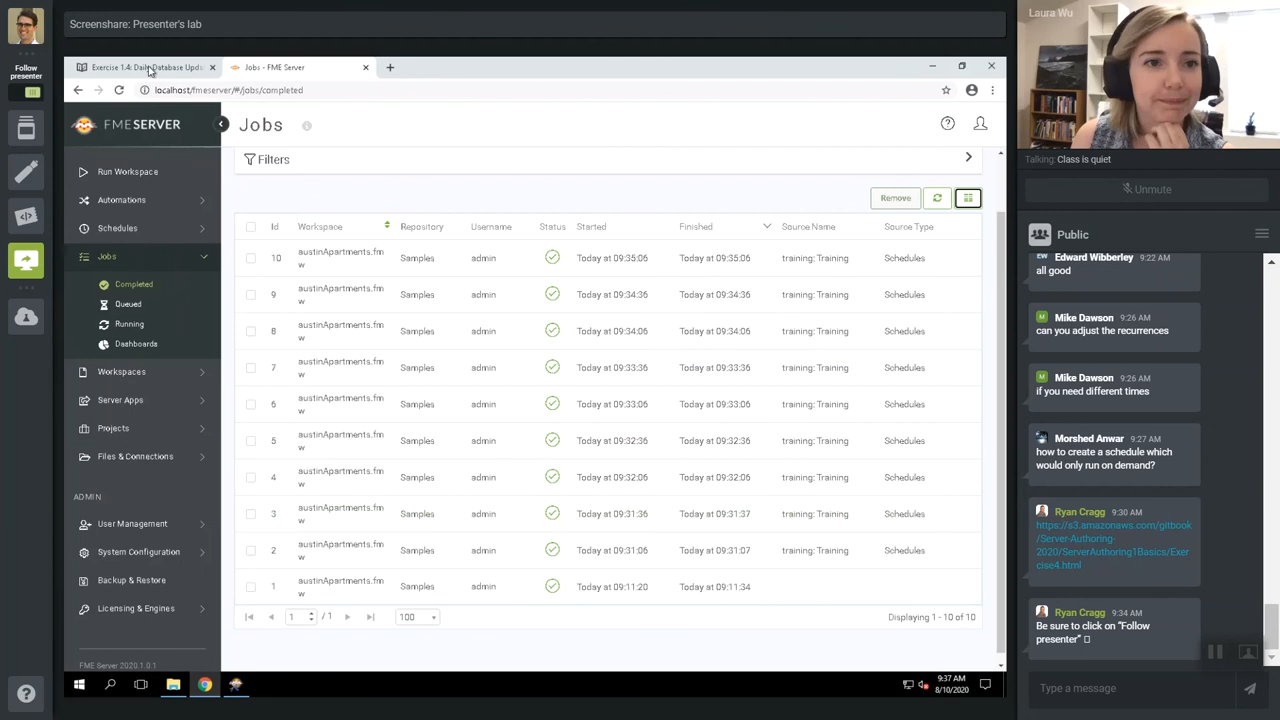 Screenshare: Presenter's lab
Laura Wu
Follow
presenter
Exercise 1.4: Daily Database Upda
Jobs - FME Server
localhost/fmeserver/#/jobs/completed
FMESERVER
Jobs
Run Workspace
Automations
Schedules
Jobs
Completed
Queued
Running
Dashboards
Workspaces
Server Apps
Projects
Files & Connections
ADMIN
User Management
System Configuration
Backup & Restore
Licensing & Engines
FME Server 2020.1.0.1
Filters
Remove
Id Workspace Repository Username Status Started Finished Source Name Source Type
10 austinApartments.fm Samples admin Today at 09:35:06 Today at 09:35:06 training: Training Schedules
w
9 austinApartments.fm Samples admin Today at 09:34:36 Today at 09:34:36 training: Training Schedules
w
8 austinApartments.fm Samples admin Today at 09:34:06 Today at 09:34:06 training: Training Schedules
w
7 austinApartments.fm Samples admin Today at 09:33:36 Today at 09:33:36 training: Training Schedules
w
6 austinApartments.fm Samples admin Today at 09:33:06 Today at 09:33:06 training: Training Schedules
w
5 austinApartments.fm Samples admin Today at 09:32:36 Today at 09:32:36 training: Training Schedules
w
4 austinApartments.fm Samples admin Today at 09:32:06 Today at 09:32:06 training: Training Schedules
w
3 austinApartments.fm Samples admin Today at 09:31:36 Today at 09:31:37 training: Training Schedules
w
2 austinApartments.fm Samples admin Today at 09:31:06 Today at 09:31:07 training: Training Schedules
w
1 austinApartments.fm Samples admin Today at 09:11:20 Today at 09:11:34
w
1 / 1 100 Displaying 1 - 10 of 10
9:37 AM
8/10/2020
Talking: Class is quiet
Unmute
Public
EW Edward Wibberley 9:22 AM
all good
M Mike Dawson 9:26 AM
can you adjust the recurrences
M Mike Dawson 9:26 AM
if you need different times
Morshed Anwar 9:27 AM
how to create a schedule which
would only run on demand?
Ryan Cragg 9:30 AM
https://s3.amazonaws.com/gitbook
/Server-Authoring-
2020/ServerAuthoring1Basics/Exer
cise4.html
Ryan Cragg 9:34 AM
Be sure to click on "Follow
presenter"
Type a message